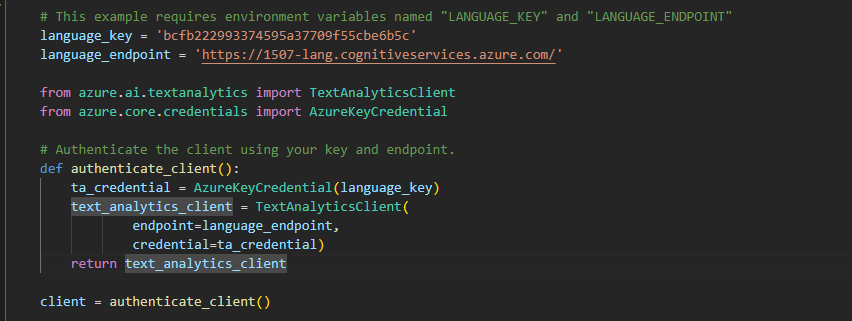 # This example requires environment variables named "LANGUAGE_KEY" and "LANGUAGE_ENDPOINT"
language_key = 'bcfb222993374595a37709f55cbe6b5c'
language_endpoint = 'https://1507-lang.cognitiveservices.azure.com/'
from azure.ai.textanalytics import TextAnalyticsClient
from azure.core.credentials import AzureKeyCredential
# Authenticate the client using your key and endpoint.
def authenticate_client():
    ta_credential = AzureKeyCredential(language_key)
    text_analytics_client = TextAnalyticsClient(
            endpoint=language_endpoint,
            credential=ta_credential)
    return text_analytics_client
client = authenticate_client()